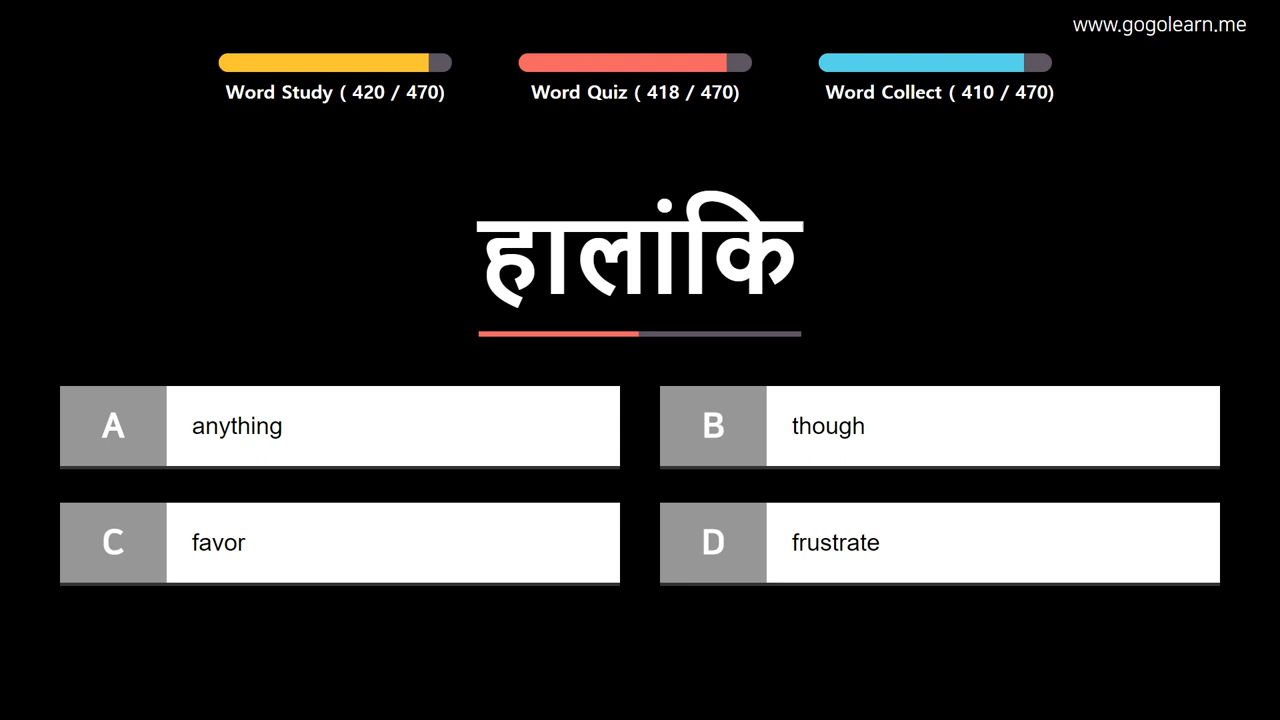 www.gogolearn.me
Word Study ( 420 / 470)
Word Quiz ( 418 / 470)
Word Collect ( 410 / 470)
हालांकि
A anything
B though
C favor
D frustrate